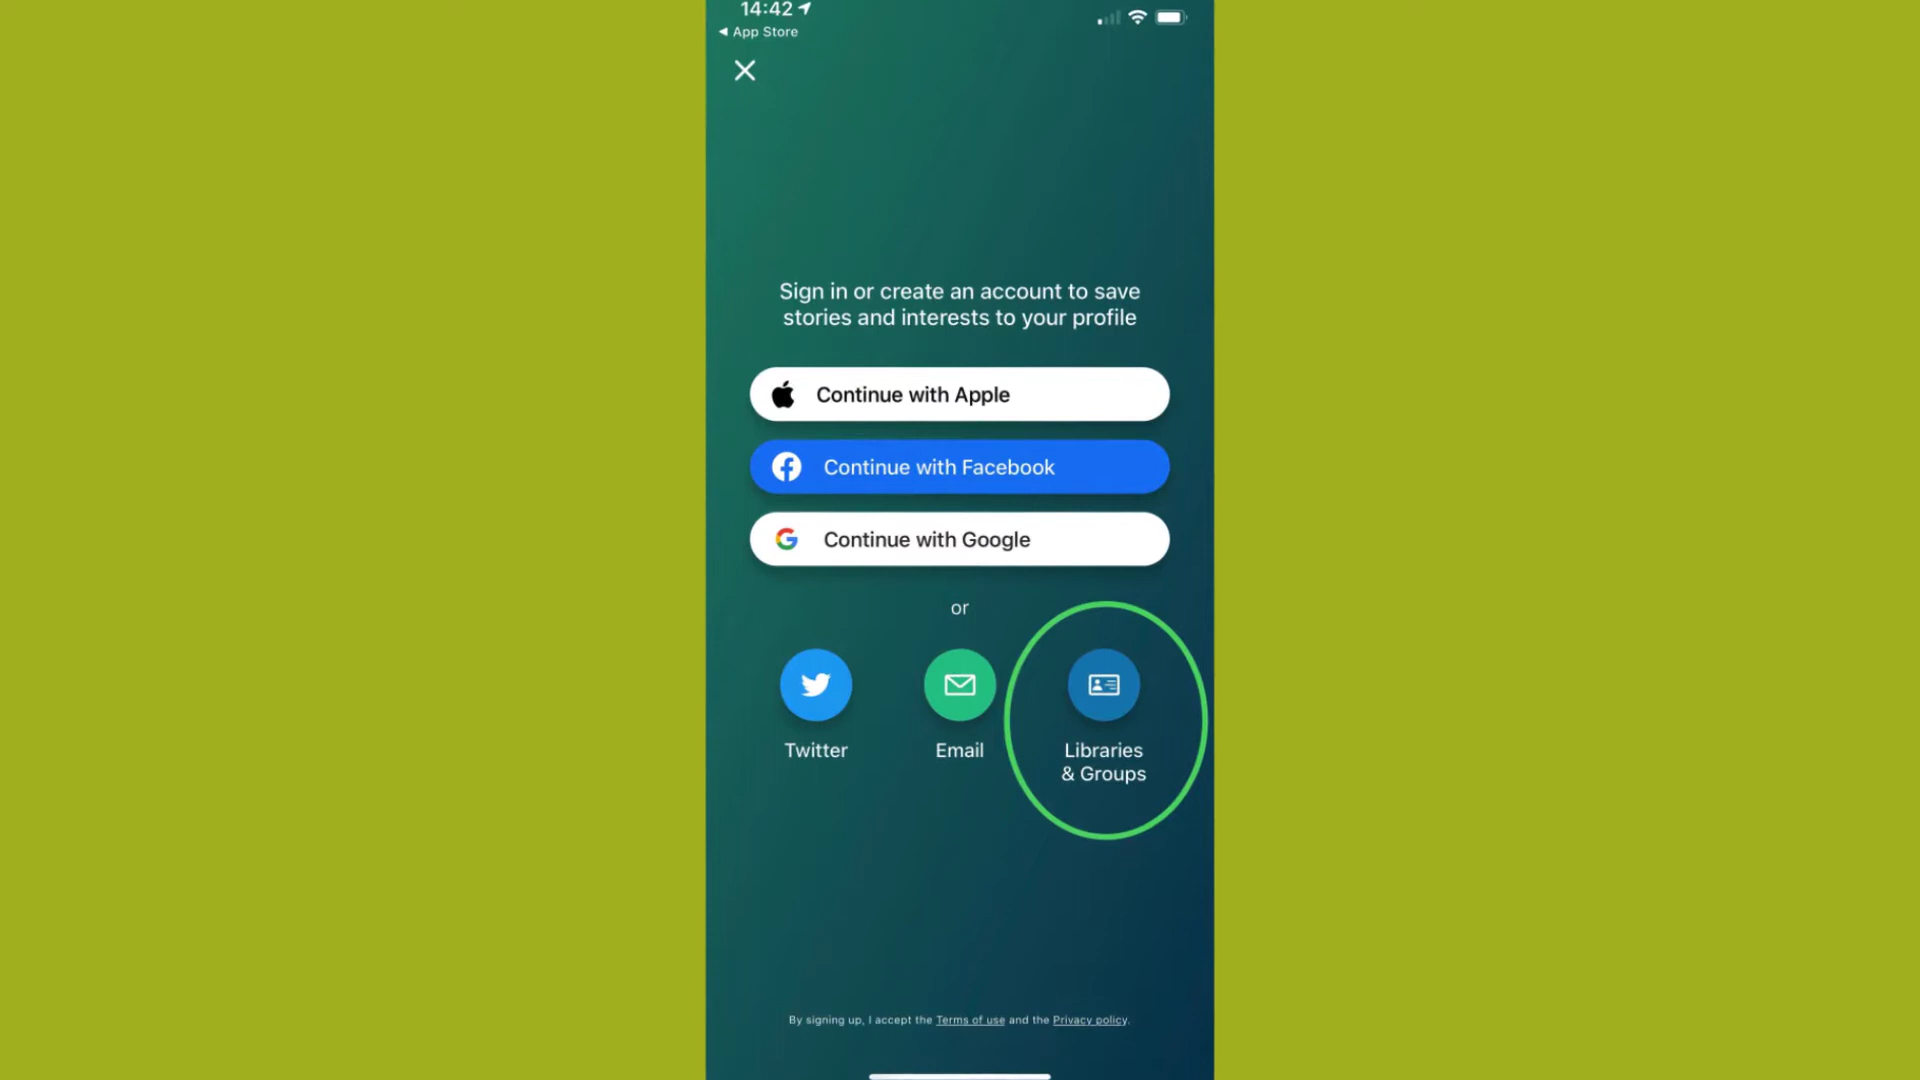 14:42
App Store
Sign in or create an account to save
stories and interests to your profile
Continue with Apple
Continue with Facebook
Continue with Google
or
Twitter
Email
Libraries
& Groups
By signing up, I accept the Terms of use and the Privacy policy.